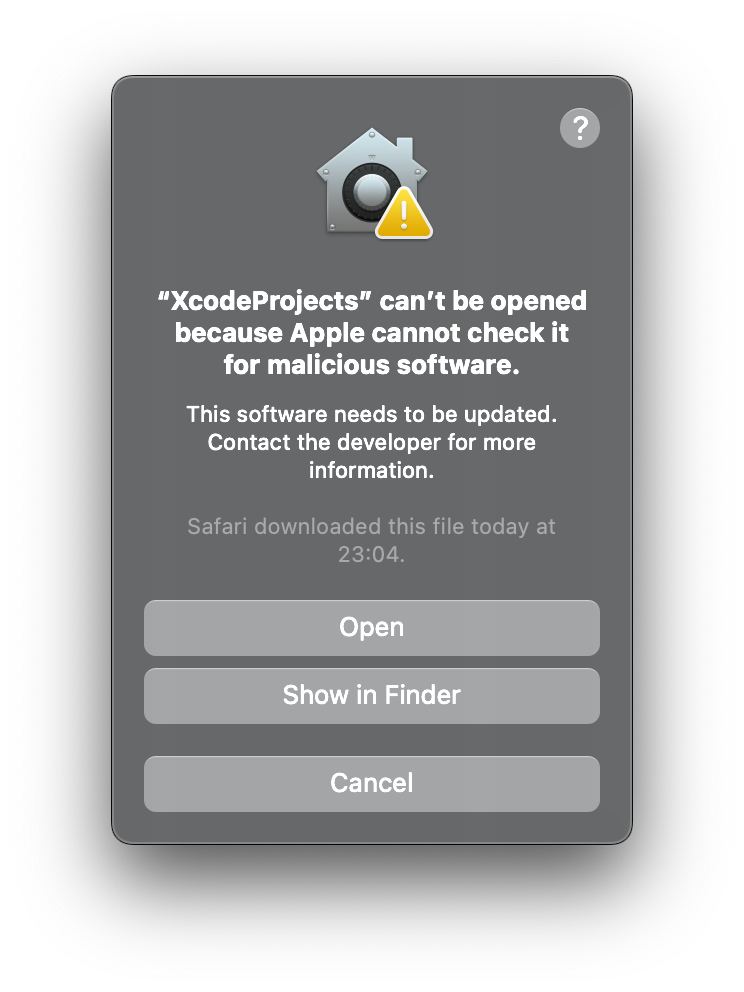 ?
“XcodeProjects” can’t be opened
because Apple cannot check it
for malicious software.
This software needs to be updated.
Contact the developer for more
information.
Safari downloaded this file today at
23:04.
Open
Show in Finder
Cancel